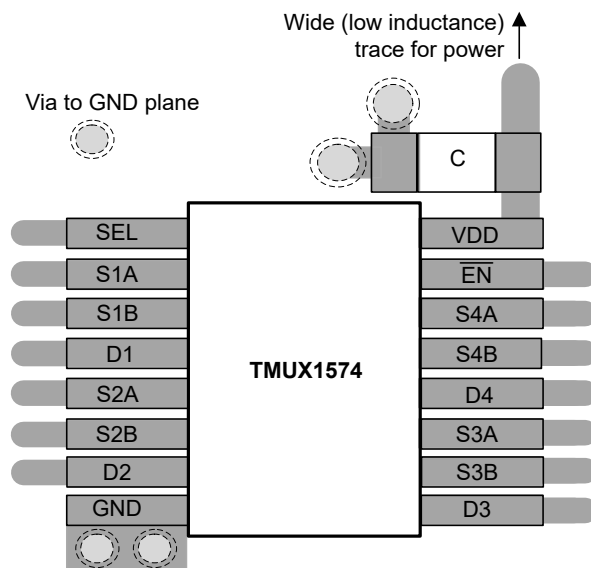 Wide (low inductance)
trace for power
Via to GND plane
C
SEL
S1A
S1B
D1
S2A
S2B
D2
GND
TMUX1574
VDD
EN
S4A
S4B
D4
S3A
S3B
D3